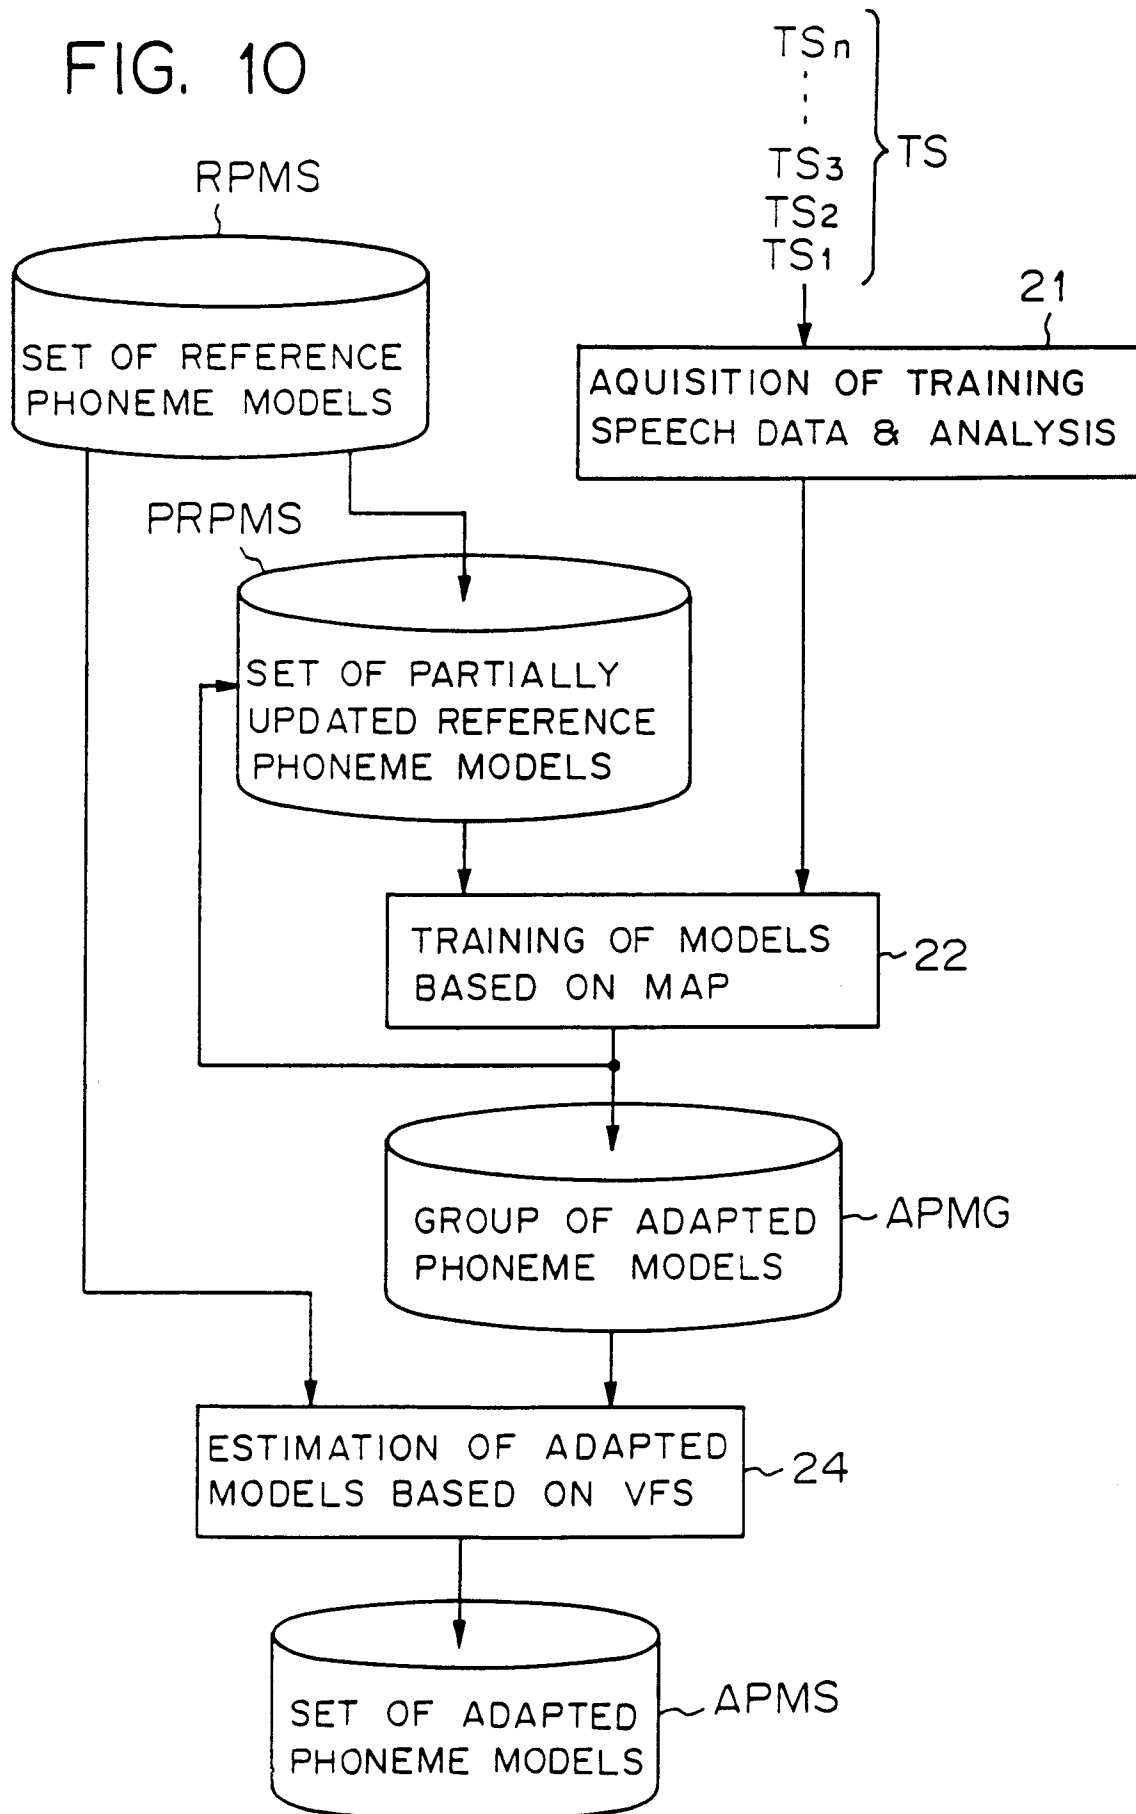 FIG. 10
TSn
TS3
TS2
TS1
TS
RPMS
SET OF REFERENCE
PHONEME MODELS
21
AQUISITION OF TRAINING
SPEECH DATA & ANALYSIS
PRPMS
SET OF PARTIALLY
UPDATED REFERENCE
PHONEME MODELS
TRAINING OF MODELS
BASED ON MAP
22
GROUP OF ADAPTED
PHONEME MODELS
APMG
ESTIMATION OF ADAPTED
MODELS BASED ON VFS
24
SET OF ADAPTED
PHONEME MODELS
APMS